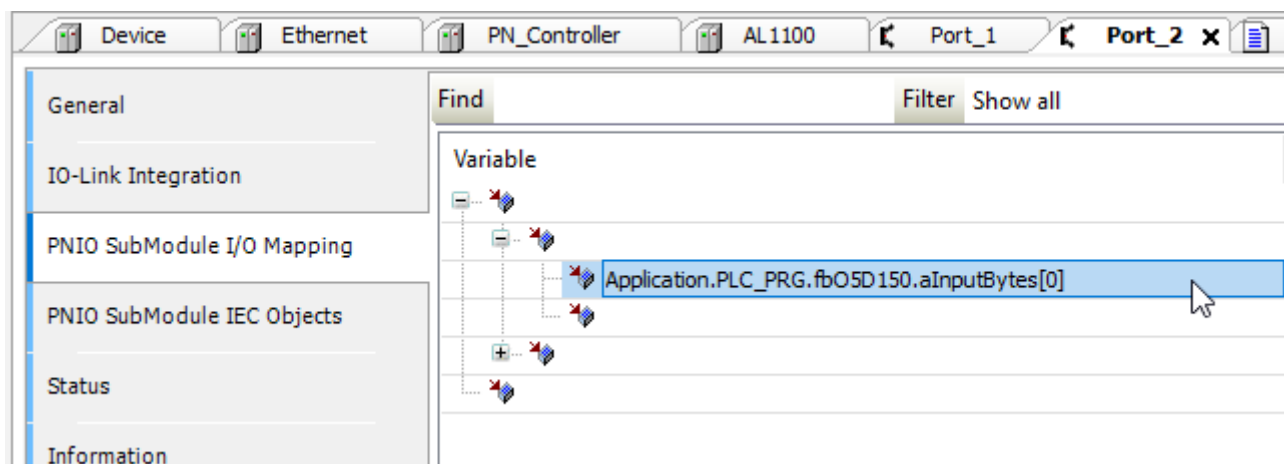 Device Ethernet PN_Controller AL1100 Port_1 Port_2
General
Find Filter Show all
IO-Link Integration
Variable
PNIO SubModule I/O Mapping
Application.PLC_PRG.fbO5D150.aInputBytes[0]
PNIO SubModule IEC Objects
Status
Information